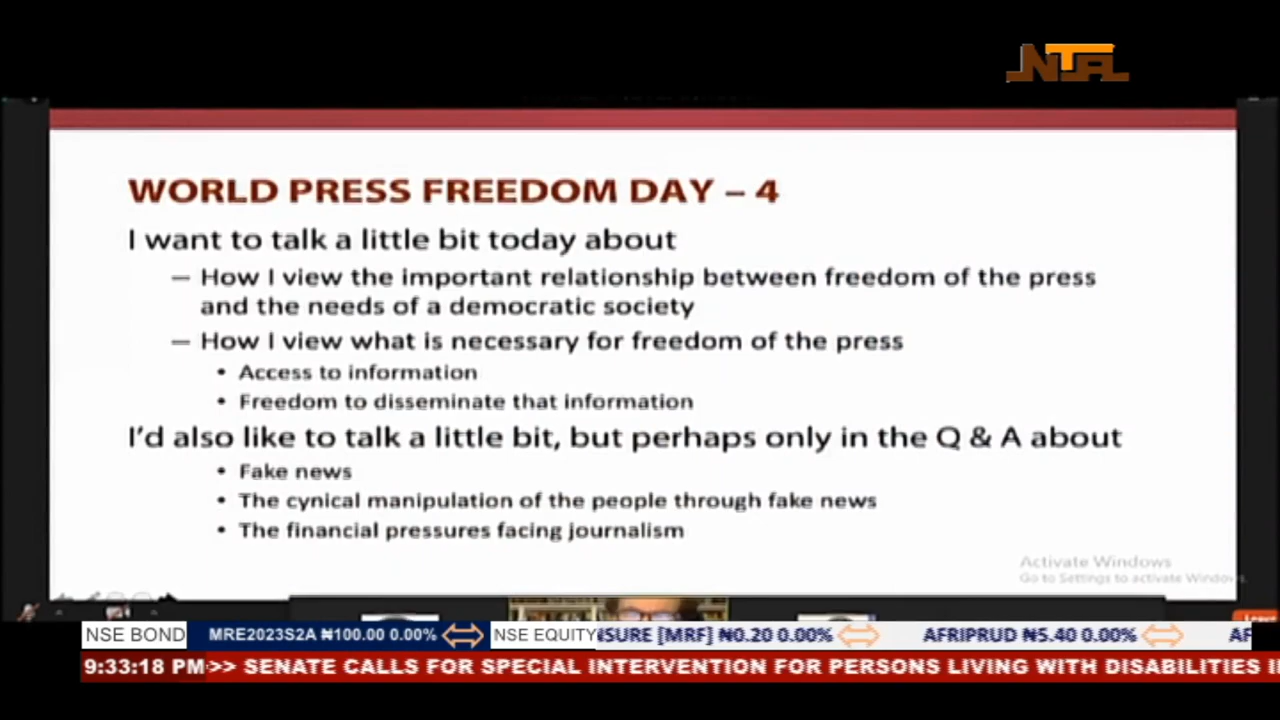 NTA
WORLD PRESS FREEDOM DAY – 4
I want to talk a little bit today about
– How I view the important relationship between freedom of the press
and the needs of a democratic society
– How I view what is necessary for freedom of the press
• Access to information
• Freedom to disseminate that information
I'd also like to talk a little bit, but perhaps only in the Q & A about
• Fake news
• The cynical manipulation of the people through fake news
• The financial pressures facing journalism
Activate Windows
Go to Settings to activate Windows.
NSE BOND MRE2023S2A ₦100.00 0.00% NSE EQUITY SURE [MRF] ₦0.20 0.00% AFRIPRUD ₦5.40 0.00% AF
9:33:18 PM >> SENATE CALLS FOR SPECIAL INTERVENTION FOR PERSONS LIVING WITH DISABILITIES I